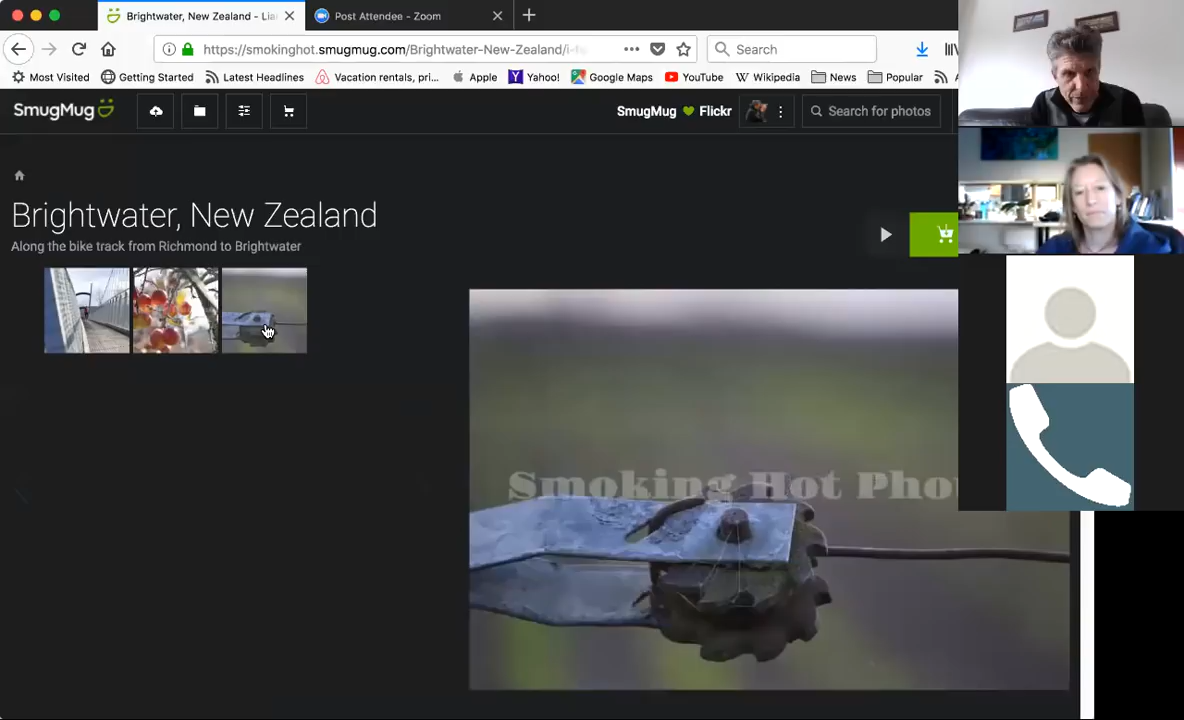 Brightwater, New Zealand - Lia
Post Attendee - Zoom
https://smokinghot.smugmug.com/Brightwater-New-Zealand/i-
Search
Most Visited
Getting Started
Latest Headlines
Vacation rentals, pri...
Apple
Yahoo!
Google Maps
YouTube
Wikipedia
News
Popular
SmugMug
SmugMug
Flickr
Search for photos
Brightwater, New Zealand
Along the bike track from Richmond to Brightwater
Smoking Hot Pho